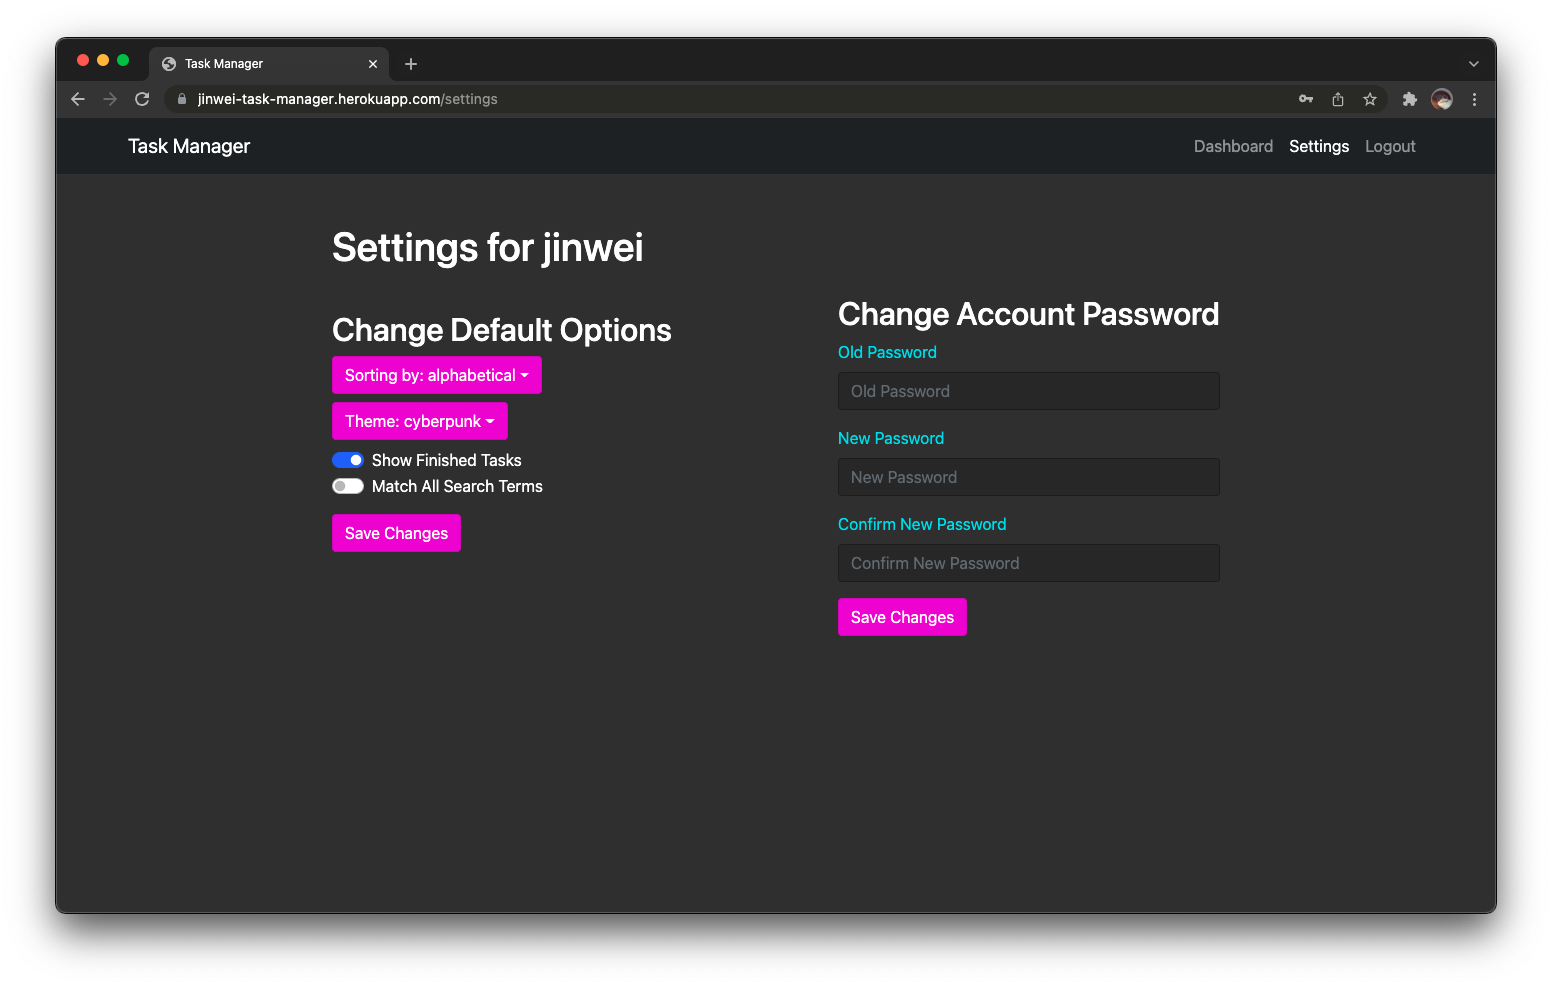 Task Manager
jinwei-task-manager.herokuapp.com/settings
Task Manager
Dashboard Settings Logout
Settings for jinwei
Change Default Options
Sorting by: alphabetical
Theme: cyberpunk
Show Finished Tasks
Match All Search Terms
Save Changes
Change Account Password
Old Password
Old Password
New Password
New Password
Confirm New Password
Confirm New Password
Save Changes